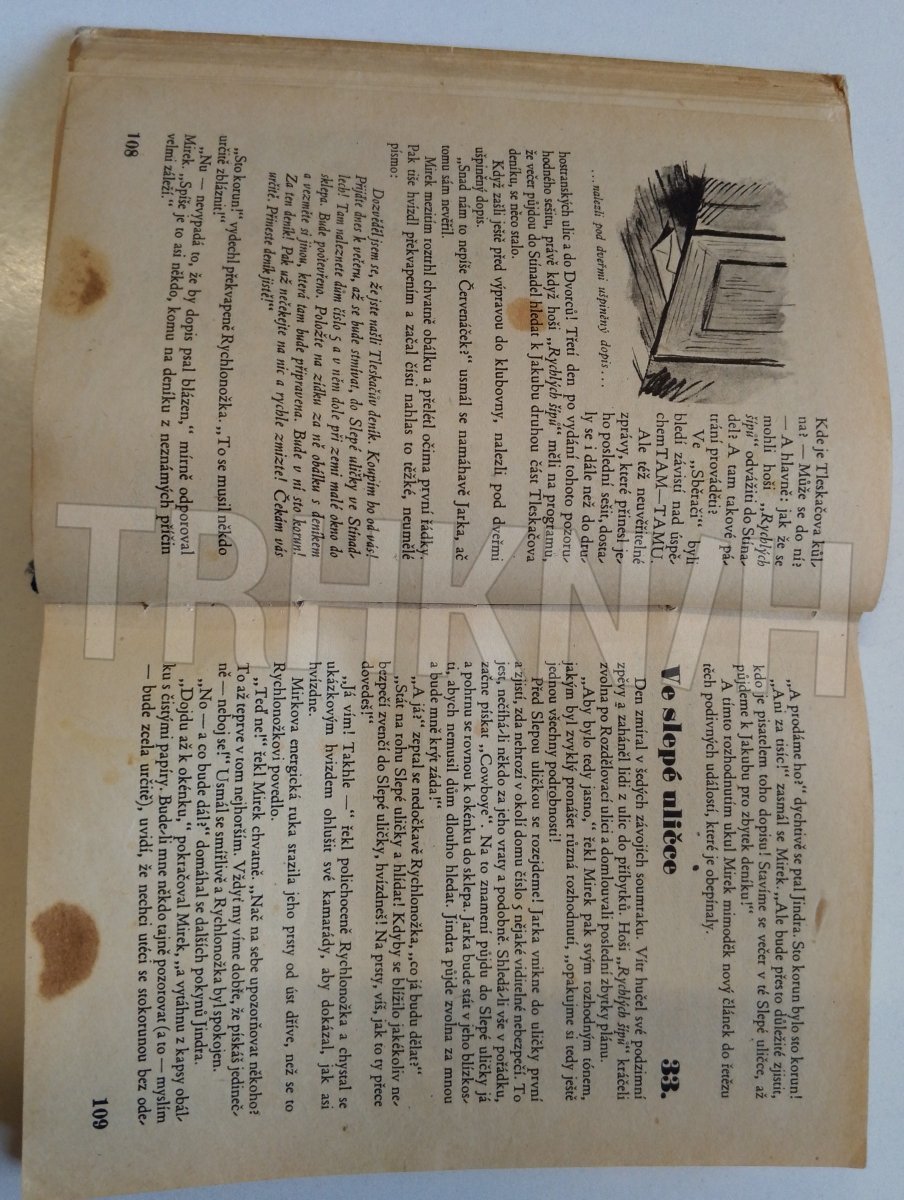 Kde je Tleskačova kůl-
na? — Může se do ní?
— A hlavně: jak že se
mohli hoši „Rychlých
šípů“ odvážiti do Stína-
del? A tam takové pá-
trání prováděti?
Ve „Sběrači“ byli
bledí závistí nad úspě-
chem TAM—TAMU.
Ale též neuvěřitelné
zprávy, které přinesl je-
ho poslední sešit, dosta-
ly se i dále než do dru-
...nalezli pod dveřmi ušpiněný dopis....
hostranských ulic a do Dvorců! Třetí den po vydání tohoto pozoru-
hodného sešitu, právě když hoši „Rychlých šípů“ měli na programu,
že večer půjdou do Stínadel hledat k Jakubu druhou část Tleskačova
deníku, se něco stalo.
Když zašli ještě před výpravou do klubovny, nalezli pod dveřmi
ušpiněný dopis.
„Snad nám to nepíše Červenáček?“ usmál se namáhavě Jarka, ač
tomu sám nevěřil.
Mirek mezitím roztrhl chvatně obálku a přelétl očima první řádky.
Pak tiše hvízdl překvapením a začal čísti nahlas to těžké, neumělé
písmo:
Dozvěděl jsem se, že jste našli Tleskačův deník. Koupím ho od vás!
Přijďte dnes k večeru, až se bude stmívat, do Slepé uličky ve Stínad-
lech! Tam naleznete dům číslo 5 a v něm dole při zemi malé okno do
sklepa. Bude potevřeno. Položte na zídku za ně obálku s deníkem
a vezměte si jinou, která tam bude připravena. Bude v ní sto korun!
Za ten deník! Pak už nečekejte na nic a rychle zmizte! Čekám vás
určitě. Přineste deník jistě!“
„Sto korun!“ vydechl překvapeně Rychlonožka. „To se musil někdo
určitě zbláznit!“
„Nu — nevypadá to, že by dopis psal blázen,“ mírně odporoval
Mirek. „Spíše je to asi někdo, komu na deníku z neznámých příčin
velmi záleží.“
108
„A prodáme ho?“ dychtivě se ptal Jindra. Sto korun bylo sto korun!
„Ani za tisíc!“ zasmál se Mirek. „Ale bude přesto důležité zjistit,
kdo je pisatelem toho dopisu! Stavíme se večer v té Slepé uličce, až
půjdeme k Jakubu pro zbytek deníku!“
A tímto rozhodnutím ukul Mirek mimoděk nový článek do řetězu
těch podivných událostí, které je obepínaly.
Ve slepé uličce 33.
Den zmíral v šedých závojích soumraku. Vítr hučel své podzimní
zpěvy a zaháněl lidi z ulic do příbytků. Hoši „Rychlých šípů“ kráčeli
zvolna po Rozdělovací ulici a domlouvali poslední zbytky plánu.
„Aby bylo tedy jasno,“ řekl Mirek pak svým rozhodným tónem,
jakým byl zvyklý pronášet různá rozhodnutí, „opakujme si tedy ještě
jednou všechny podrobnosti!
Před Slepou uličkou se rozejdeme! Jarka vnikne do uličky první
a zjistí, zda nehrozí v okolí domu číslo 5 nějaké viditelné nebezpečí. To
jest, nečíhá-li někdo za jeho vraty a podobně. Shledá-li vše v pořádku,
začne pískat „Cowboye“. Na to znamení půjdu do Slepé uličky já
a pohrnu se rovnou k okénku do sklepa. Jarka bude stát v jeho blízkos-
ti, abych nemusil dům dlouho hledat. Jindra půjde zvolna za mnou
a bude mně krýt záda!“
„A já?“ zeptal se nedočkavě Rychlonožka, „co já budu dělat?“
„Stát na rohu Slepé uličky a hlídat! Kdyby se blížilo jakékoliv ne-
bezpečí zvenčí do Slepé uličky, hvízdneš! Na prsty, víš, jak to ty přece
dovedeš!“
„Já vím! Takhle —“ řekl polichoceně Rychlonožka a chystal se
ukázkovým hvizdem ohlušit své kamarády, aby dokázal, jak asi
hvízdne.
Mirkova energická ruka srazila jeho prsty od úst dříve, než se to
Rychlonožkovi povedlo.
„Teď ne!“ řekl Mirek chvatně. „Nač na sebe upozorňovat někoho?
To až teprve v tom nejhorším. Vždyť my víme dobře, že pískáš jedineč-
ně — neboj se!“ Usmál se smířlivě a Rychlonožka byl spokojen.
„No — a co bude dál?“ domáhal se dalších pokynů Jindra.
„Dojdu až k okénku,“ pokračoval Mirek, „a vytáhnu z kapsy obál-
ku s čistými papíry. Bude-li mne někdo tajně pozorovat (a to — myslím
— bude zcela určitě), uvidí, že nechci utéci se stokorunou bez ode-
109
TREKNVH